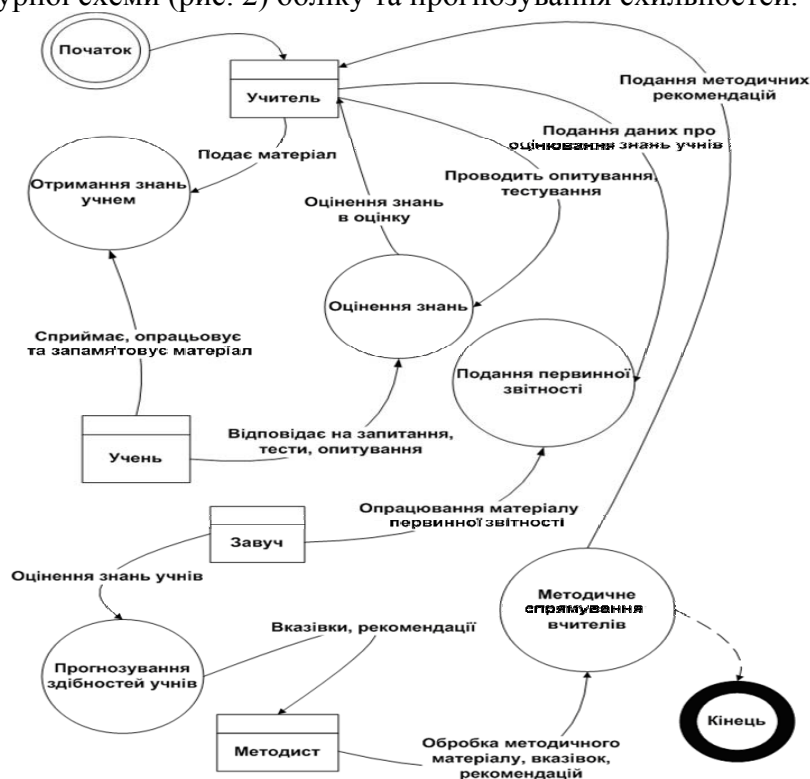 урної схеми (рис. 2) обліку та прогнозування схильностей.
Початок
Учитель
Подання методичних
рекомендацій
Подає матеріал
Подання даних про
оцінювання знань учнів
Отримання знань
учнем
Проводить опитування,
тестування
Оцінення знань
в оцінку
Оцінення знань
Сприймає, опрацьовує
та запамя'товує матеріал
Подання первинної
звітності
Учень
Відповідає на запитання,
тести, опитування
Опрацювання матеріалу
первинної звітності
Завуч
Оцінення знань учнів
Методичне
спрямування
вчителів
Вказівки, рекомендації
Прогнозування
здібностей учнів
Кінець
Методист
Обробка методичного
матеріалу, вказівок,
рекомендацій